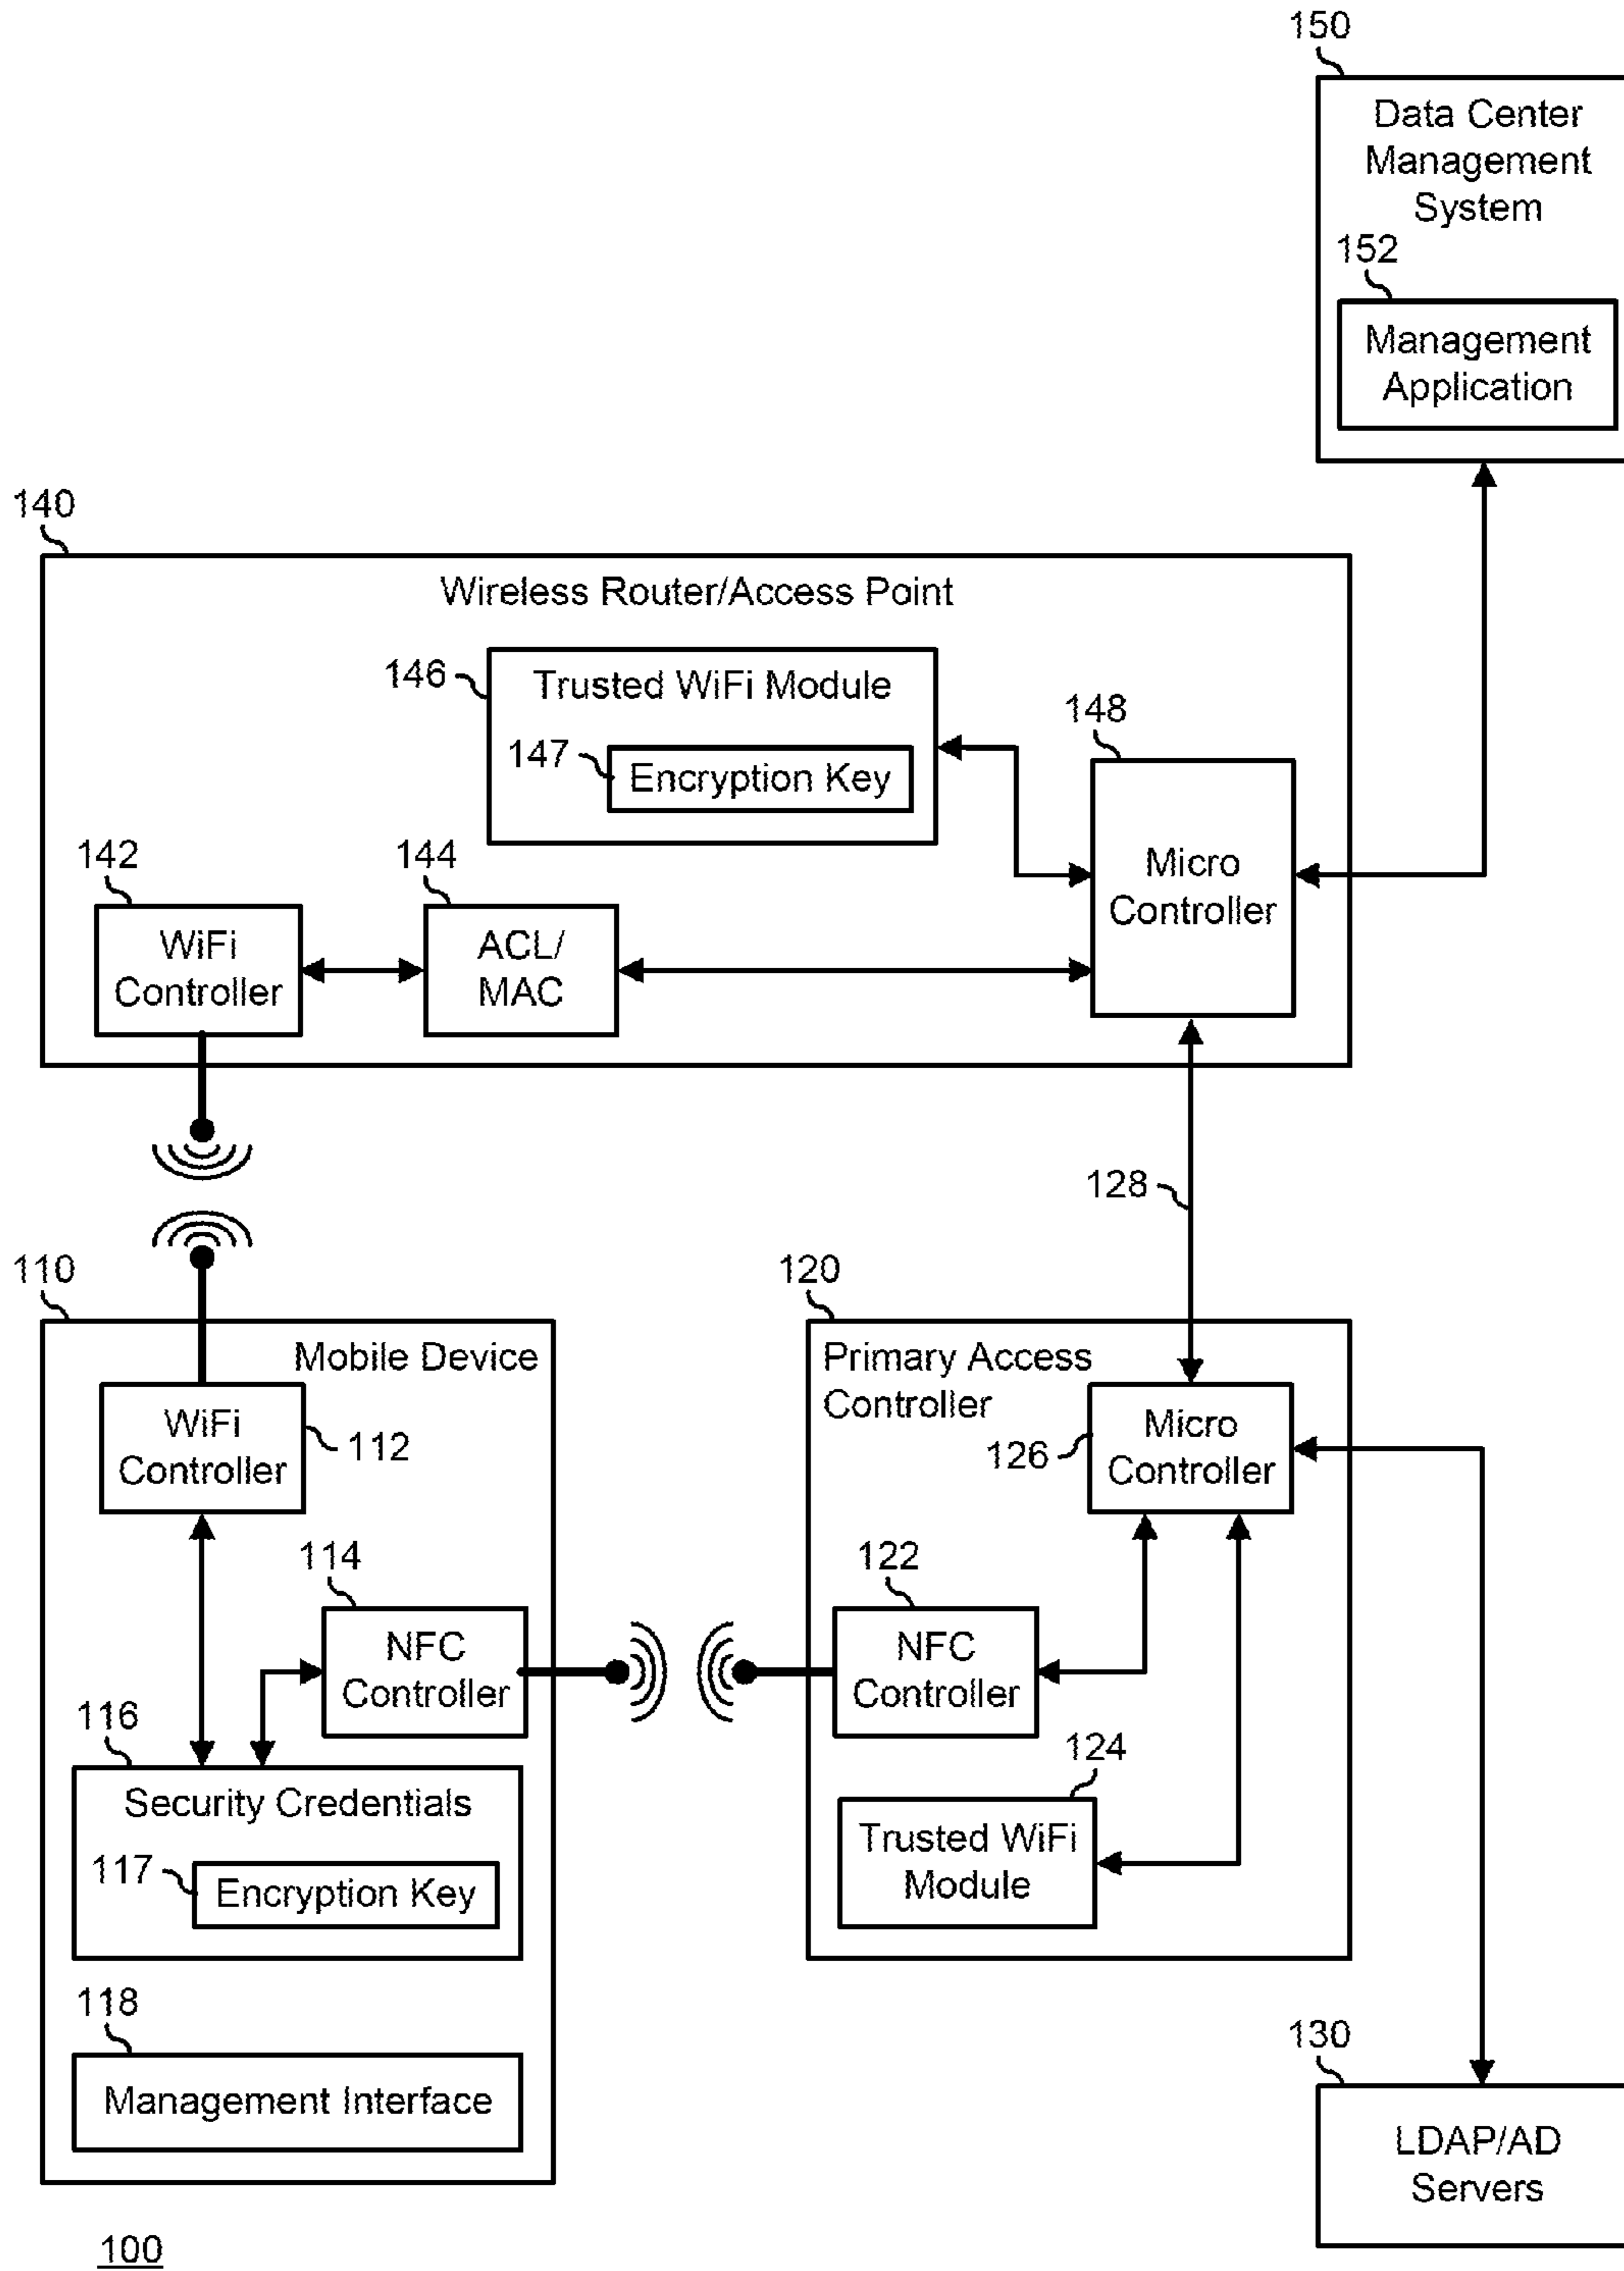 150
Data Center
Management
System
152
Management
Application
140
Wireless Router/Access Point
146
Trusted WiFi Module
147
Encryption Key
148
Micro
Controller
142
WiFi
Controller
144
ACL/
MAC
128
110
Mobile Device
WiFi
Controller
112
114
NFC
Controller
116
Security Credentials
117
Encryption Key
118
Management Interface
120
Primary Access
Controller
126
Micro
Controller
122
NFC
Controller
124
Trusted WiFi
Module
130
LDAP/AD
Servers
100